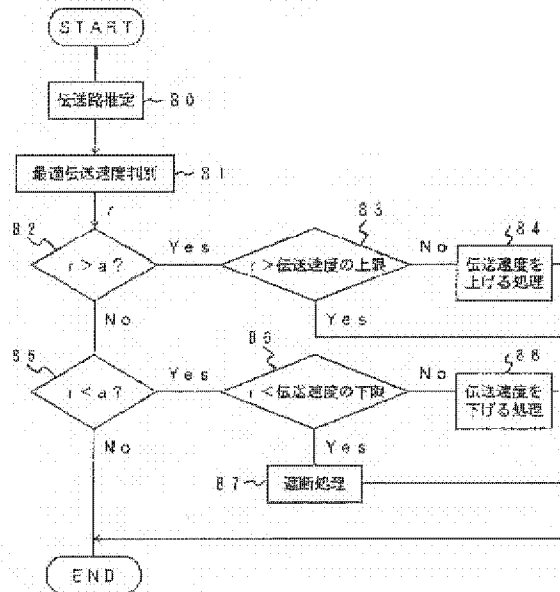 START
伝送路推定
80
最適伝送速度判別
81
r
82
r>a?
Yes
83
r>伝送速度の上限
No
84
伝送速度を
上げる処理
No
Yes
85
r<a?
Yes
86
r<伝送速度の下限
No
88
伝送速度を
下げる処理
No
Yes
87
遮断処理
END